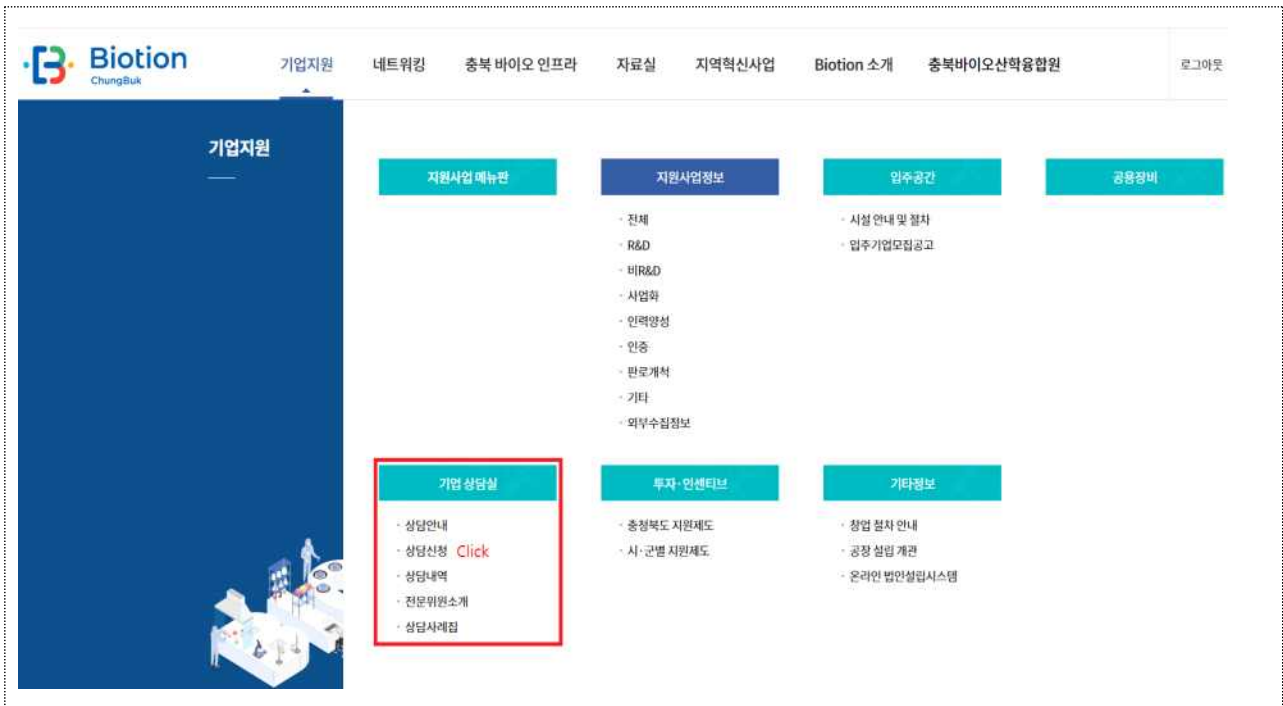 Biotion
ChungBuk
기업지원 네트워킹 충북 바이오 인프라 자료실 지역혁신사업 Biotion 소개 충북바이오산학융합원 로그아웃
기업지원
지원사업 메뉴판 지원사업정보 입주공간 공용장비
· 전체 · 시설 안내 및 절차
· R&D · 입주기업모집공고
· 비R&D
· 사업화
· 인력양성
· 인증
· 판로개척
· 기타
· 외부수집정보
기업 상담실 투자·인센티브 기타정보
· 상담안내 · 충청북도 지원제도 · 창업 절차 안내
· 상담신청 Click · 시·군별 지원제도 · 공장 설립 개관
· 상담내역 · 온라인 법인설립시스템
· 전문위원소개
· 상담사례집